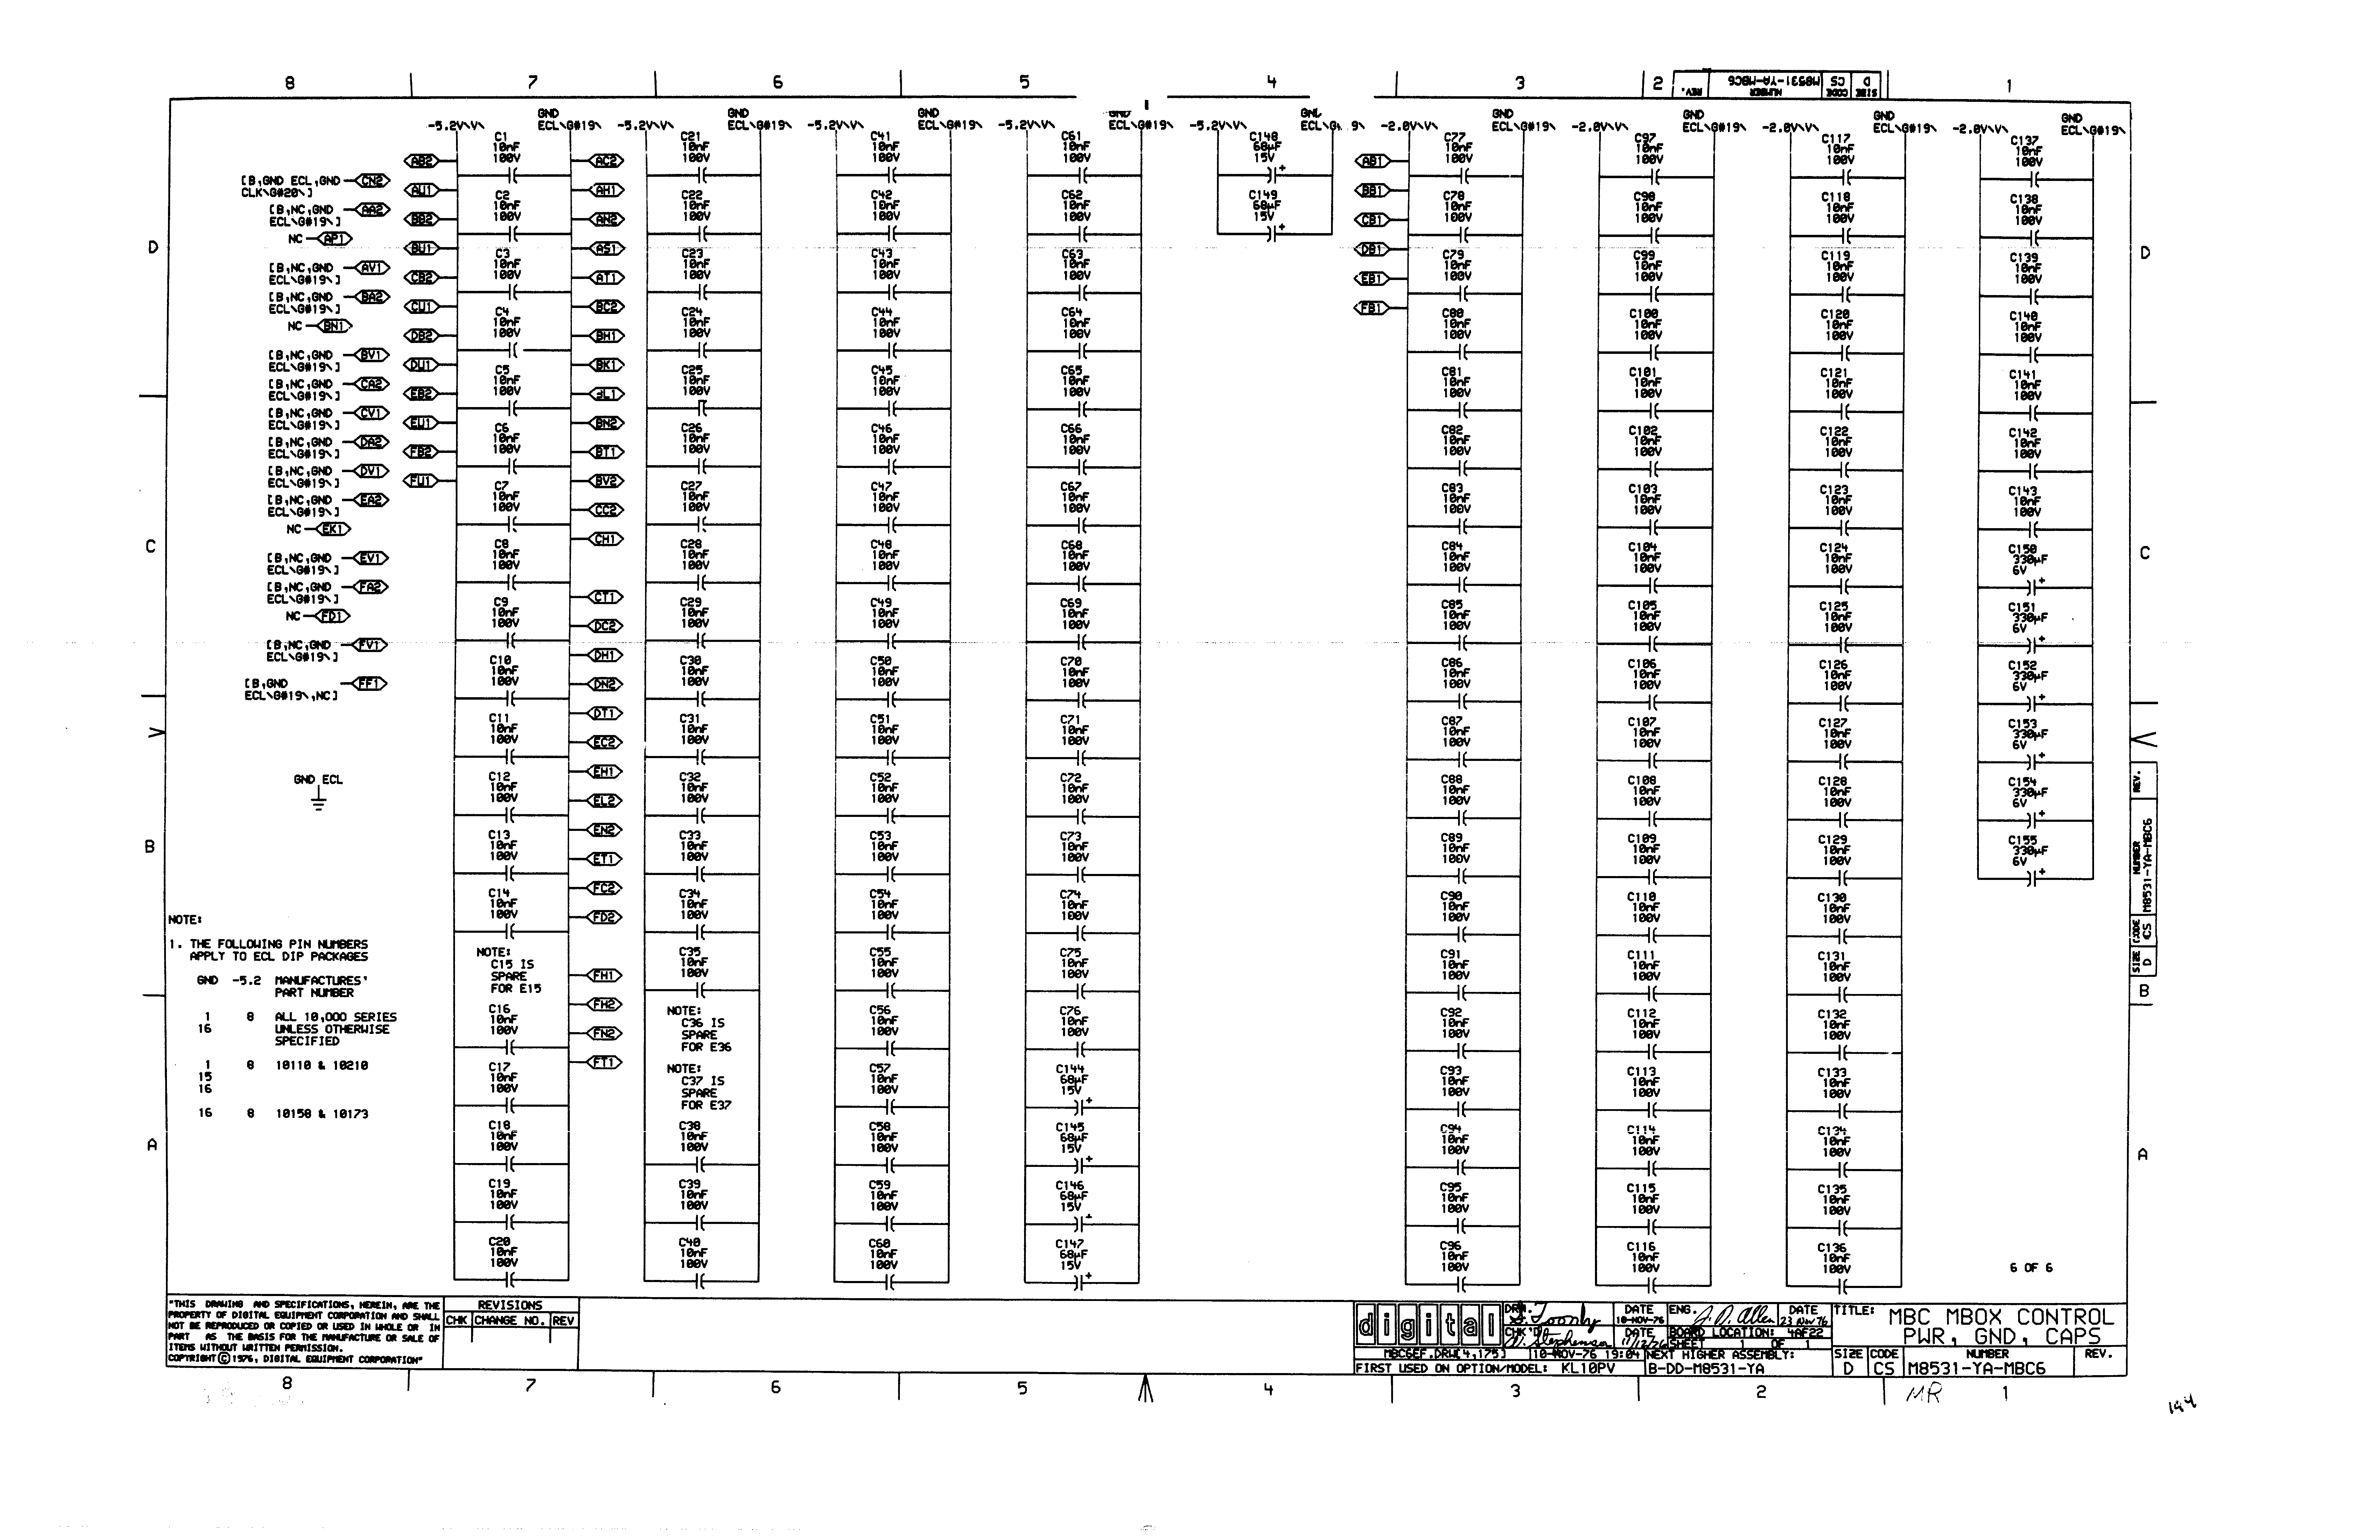 8 7 6 5 4 3 2 1
SIZE CODE NUMBER REV.
D CS M8531-YA-MBC6
[B,GND ECL,GND CN2
CLK\G#20\]
[B,NC,GND AA2
ECL\G#19\]
NC AP1
[B,NC,GND AV1
ECL\G#19\]
[B,NC,GND BA2
ECL\G#19\]
NC BN1
[B,NC,GND BV1
ECL\G#19\]
[B,NC,GND CA2
ECL\G#19\]
[B,NC,GND CV1
ECL\G#19\]
[B,NC,GND DA2
ECL\G#19\]
[B,NC,GND DV1
ECL\G#19\]
[B,NC,GND EA2
ECL\G#19\]
NC EK1
[B,NC,GND EV1
ECL\G#19\]
[B,NC,GND FA2
ECL\G#19\]
NC FD1
[B,NC,GND FV1
ECL\G#19\]
[B,GND FF1
ECL\G#19\,NC]
GND ECL
NOTE:
1. THE FOLLOWING PIN NUMBERS
APPLY TO ECL DIP PACKAGES
GND -5.2 MANUFACTURES'
PART NUMBER
1 8 ALL 10,000 SERIES
16 UNLESS OTHERWISE
SPECIFIED
1 8 10110 & 10210
15
16
16 8 10158 & 10173
-5.2V\V\
GND
ECL\G#19\
AB2
AU1
BB2
BU1
CB2
CU1
DB2
DU1
EB2
EU1
FB2
FU1
C1
10nF
100V
C2
10nF
100V
C3
10nF
100V
C4
10nF
100V
C5
10nF
100V
C6
10nF
100V
C7
10nF
100V
C8
10nF
100V
C9
10nF
100V
C10
10nF
100V
C11
10nF
100V
C12
10nF
100V
C13
10nF
100V
C14
10nF
100V
NOTE:
C15 IS
SPARE
FOR E15
C16
10nF
100V
C17
10nF
100V
C18
10nF
100V
C19
10nF
100V
C20
10nF
100V
AC2
AH1
AN2
AS1
AT1
BC2
BH1
BK1
BL1
BN2
BT1
BV2
CC2
CH1
CT1
DC2
DH1
DN2
DT1
EC2
EH1
EL2
EN2
ET1
FC2
FD2
FH1
FH2
FN2
FT1
-5.2V\V\
GND
ECL\G#19\
C21
10nF
100V
C22
10nF
100V
C23
10nF
100V
C24
10nF
100V
C25
10nF
100V
C26
10nF
100V
C27
10nF
100V
C28
10nF
100V
C29
10nF
100V
C30
10nF
100V
C31
10nF
100V
C32
10nF
100V
C33
10nF
100V
C34
10nF
100V
C35
10nF
100V
NOTE:
C36 IS
SPARE
FOR E36
NOTE:
C37 IS
SPARE
FOR E37
C38
10nF
100V
C39
10nF
100V
C40
10nF
100V
-5.2V\V\
GND
ECL\G#19\
C41
10nF
100V
C42
10nF
100V
C43
10nF
100V
C44
10nF
100V
C45
10nF
100V
C46
10nF
100V
C47
10nF
100V
C48
10nF
100V
C49
10nF
100V
C50
10nF
100V
C51
10nF
100V
C52
10nF
100V
C53
10nF
100V
C54
10nF
100V
C55
10nF
100V
C56
10nF
100V
C57
10nF
100V
C58
10nF
100V
C59
10nF
100V
C60
10nF
100V
-5.2V\V\
GND
ECL\G#19\
C61
10nF
100V
C62
10nF
100V
C63
10nF
100V
C64
10nF
100V
C65
10nF
100V
C66
10nF
100V
C67
10nF
100V
C68
10nF
100V
C69
10nF
100V
C70
10nF
100V
C71
10nF
100V
C72
10nF
100V
C73
10nF
100V
C74
10nF
100V
C75
10nF
100V
C76
10nF
100V
C144
68µF
15V
C145
68µF
15V
C146
68µF
15V
C147
68µF
15V
-5.2V\V\
GND
ECL\G#19\
C148
68µF
15V
C149
68µF
15V
-2.0V\V\
GND
ECL\G#19\
AB1
BB1
CB1
DB1
EB1
FB1
C77
10nF
100V
C78
10nF
100V
C79
10nF
100V
C80
10nF
100V
C81
10nF
100V
C82
10nF
100V
C83
10nF
100V
C84
10nF
100V
C85
10nF
100V
C86
10nF
100V
C87
10nF
100V
C88
10nF
100V
C89
10nF
100V
C90
10nF
100V
C91
10nF
100V
C92
10nF
100V
C93
10nF
100V
C94
10nF
100V
C95
10nF
100V
C96
10nF
100V
-2.0V\V\
GND
ECL\G#19\
C97
10nF
100V
C98
10nF
100V
C99
10nF
100V
C100
10nF
100V
C101
10nF
100V
C102
10nF
100V
C103
10nF
100V
C104
10nF
100V
C105
10nF
100V
C106
10nF
100V
C107
10nF
100V
C108
10nF
100V
C109
10nF
100V
C110
10nF
100V
C111
10nF
100V
C112
10nF
100V
C113
10nF
100V
C114
10nF
100V
C115
10nF
100V
C116
10nF
100V
-2.0V\V\
GND
ECL\G#19\
C117
10nF
100V
C118
10nF
100V
C119
10nF
100V
C120
10nF
100V
C121
10nF
100V
C122
10nF
100V
C123
10nF
100V
C124
10nF
100V
C125
10nF
100V
C126
10nF
100V
C127
10nF
100V
C128
10nF
100V
C129
10nF
100V
C130
10nF
100V
C131
10nF
100V
C132
10nF
100V
C133
10nF
100V
C134
10nF
100V
C135
10nF
100V
C136
10nF
100V
-2.0V\V\
GND
ECL\G#19\
C137
10nF
100V
C138
10nF
100V
C139
10nF
100V
C140
10nF
100V
C141
10nF
100V
C142
10nF
100V
C143
10nF
100V
C150
330µF
6V
C151
330µF
6V
C152
330µF
6V
C153
330µF
6V
C154
330µF
6V
C155
330µF
6V
6 OF 6
D
C
B
A
D
C
B
A
SIZE CODE NUMBER REV.
D CS M8531-YA-MBC6
"THIS DRAWING AND SPECIFICATIONS, HEREIN, ARE THE
PROPERTY OF DIGITAL EQUIPMENT CORPORATION AND SHALL
NOT BE REPRODUCED OR COPIED OR USED IN WHOLE OR IN
PART AS THE BASIS FOR THE MANUFACTURE OR SALE OF
ITEMS WITHOUT WRITTEN PERMISSION.
COPYRIGHT © 1976, DIGITAL EQUIPMENT CORPORATION"
REVISIONS
CHK CHANGE NO. REV
digital
DRN.
DATE
10-NOV-76
ENG. J.D. Allen
DATE
23 Nov 76
CHK'D Stephenson
DATE 11/12/76
BOARD LOCATION: 4AF22
SHEET 1 OF 1
MBC6EF.DRW[4,175] 10-NOV-76 19:04
NEXT HIGHER ASSEMBLY:
FIRST USED ON OPTION/MODEL: KL10PV
B-DD-M8531-YA
TITLE: MBC MBOX CONTROL
PWR, GND, CAPS
SIZE CODE NUMBER REV.
D CS M8531-YA-MBC6
8 7 6 5 4 3 2 1
MR
194